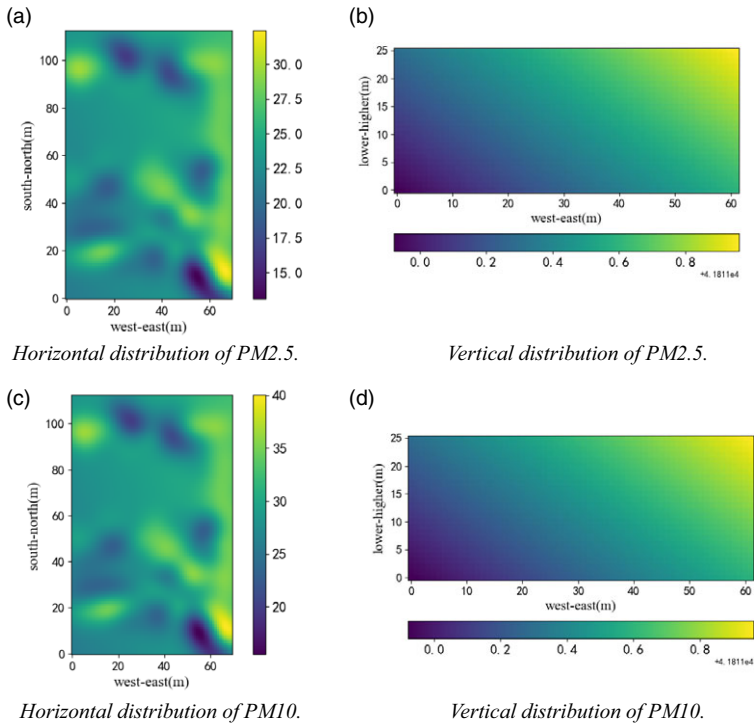 (a)
(b)
100
80
60
40
20
0
south-north(m)
0 20 40 60
west-east(m)
30. 0
27. 5
25. 0
22. 5
20. 0
17. 5
15. 0
25
20
15
10
5
0
lower-higher(m)
0 10 20 30 40 50 60
west-east(m)
0. 0 0. 2 0. 4 0. 6 0. 8
+4. 1811e4
Horizontal distribution of PM2.5.
Vertical distribution of PM2.5.
(c)
(d)
100
80
60
40
20
0
south-north(m)
0 20 40 60
west-east(m)
40
35
30
25
20
25
20
15
10
5
0
lower-higher(m)
0 10 20 30 40 50 60
west-east(m)
0. 0 0. 2 0. 4 0. 6 0. 8
+4. 1811e4
Horizontal distribution of PM10.
Vertical distribution of PM10.